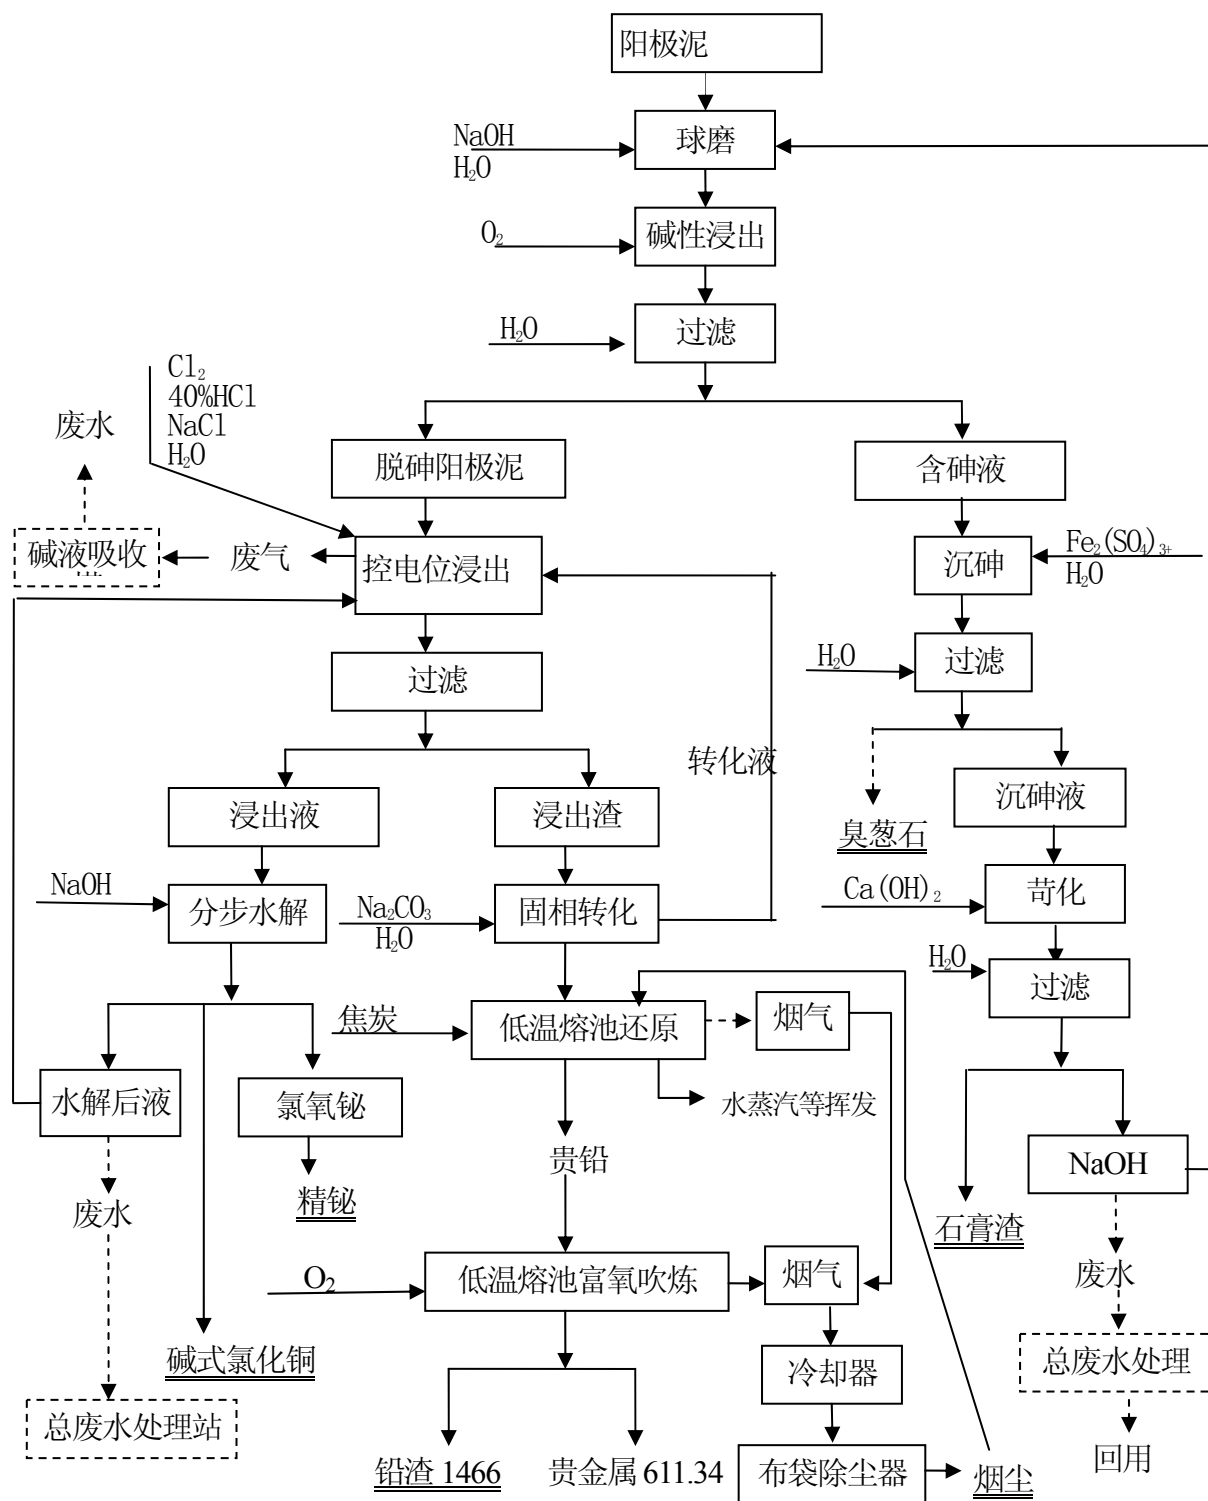 阳极泥
NaOH
H₂O
球磨
O₂
碱性浸出
H₂O
过滤
Cl₂
40%HCl
NaCl
H₂O
废水
脱砷阳极泥
含砷液
碱液吸收
废气
控电位浸出
沉砷
Fe₂(SO₄)₃₊
H₂O
过滤
H₂O
过滤
转化液
浸出液
浸出渣
沉砷液
臭葱石
NaOH
分步水解
Na₂CO₃
H₂O
固相转化
Ca(OH)₂
苛化
H₂O
过滤
焦炭
低温熔池还原
烟气
水解后液
氯氧铋
水蒸汽等挥发
贵铅
NaOH
废水
精铋
石膏渣
O₂
低温熔池富氧吹炼
烟气
废水
碱式氯化铜
冷却器
总废水处理
总废水处理站
铅渣 1466
贵金属 611.34
布袋除尘器
烟尘
回用